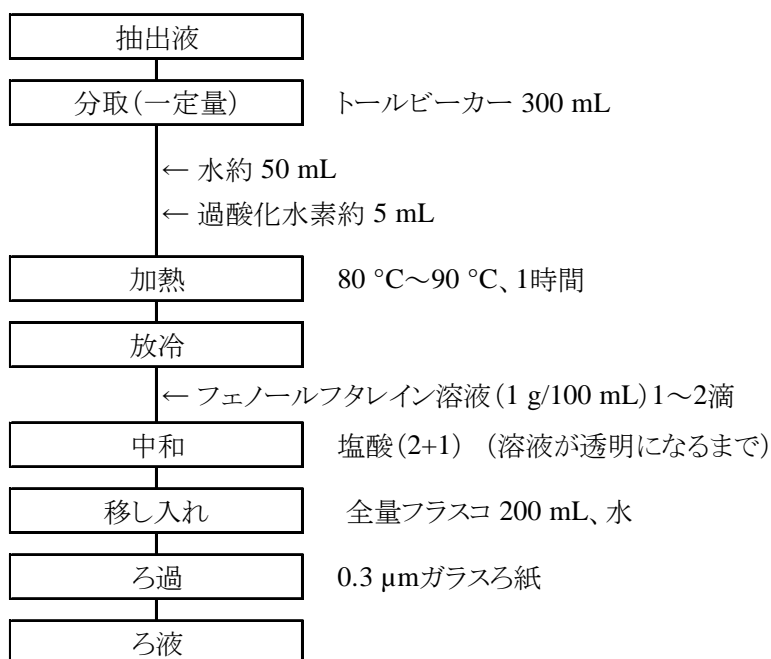 抽出液
分取(一定量) トールビーカー 300 mL
← 水約 50 mL
← 過酸化水素約 5 mL
加熱 80 °C～90 °C、1時間
放冷
← フェノールフタレイン溶液(1 g/100 mL)1～2滴
中和 塩酸(2+1) (溶液が透明になるまで)
移し入れ 全量フラスコ 200 mL、水
ろ過 0.3 µmガラスろ紙
ろ液